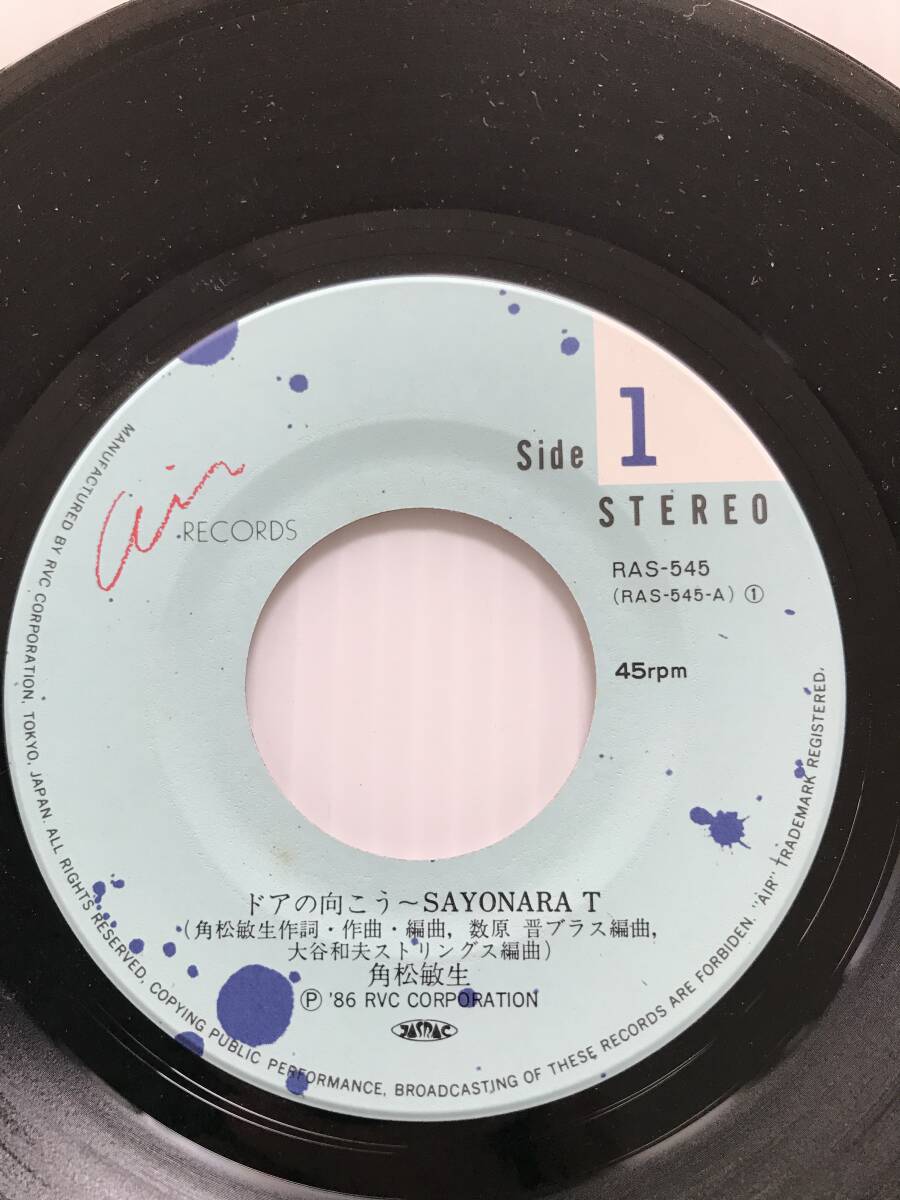 Side 1
STEREO
Air
RECORDS
RAS-545
(RAS-545-A) ①
45rpm
ドアの向こう～SAYONARA T
(角松敏生作詞・作曲・編曲, 数原 晋ブラス編曲,
大谷和夫ストリングス編曲)
角松敏生
Ⓟ '86 RVC CORPORATION
JASRAC
MANUFACTURED BY RVC CORPORATION, TOKYO, JAPAN. ALL RIGHTS RESERVED, COPYING PUBLIC PERFORMANCE, BROADCASTING OF THESE RECORDS ARE FORBIDDEN. "AIR" TRADEMARK REGISTERED.